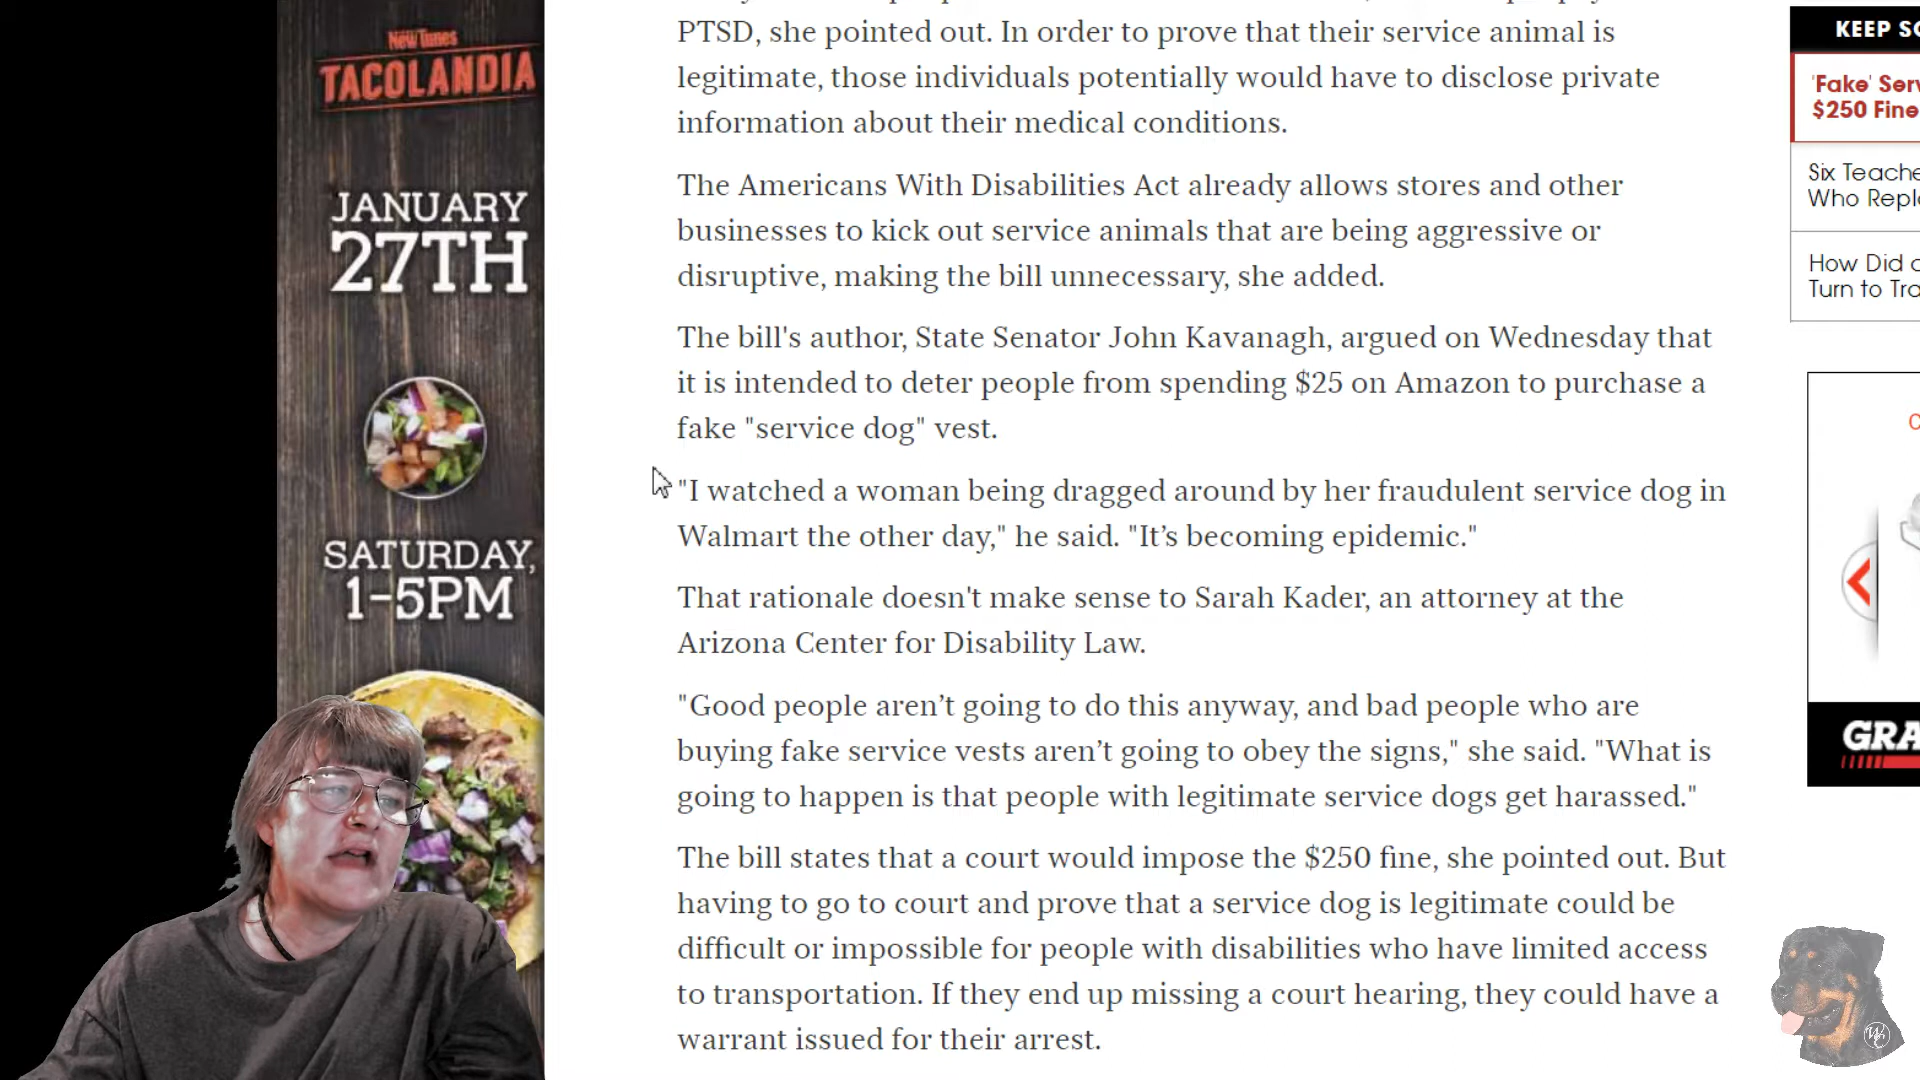 New Times
TACOLANDIA
JANUARY
27TH
SATURDAY,
1-5PM
PTSD, she pointed out. In order to prove that their service animal is
legitimate, those individuals potentially would have to disclose private
information about their medical conditions.
The Americans With Disabilities Act already allows stores and other
businesses to kick out service animals that are being aggressive or
disruptive, making the bill unnecessary, she added.
The bill's author, State Senator John Kavanagh, argued on Wednesday that
it is intended to deter people from spending $25 on Amazon to purchase a
fake "service dog" vest.
"I watched a woman being dragged around by her fraudulent service dog in
Walmart the other day," he said. "It’s becoming epidemic."
That rationale doesn't make sense to Sarah Kader, an attorney at the
Arizona Center for Disability Law.
"Good people aren’t going to do this anyway, and bad people who are
buying fake service vests aren’t going to obey the signs," she said. "What is
going to happen is that people with legitimate service dogs get harassed."
The bill states that a court would impose the $250 fine, she pointed out. But
having to go to court and prove that a service dog is legitimate could be
difficult or impossible for people with disabilities who have limited access
to transportation. If they end up missing a court hearing, they could have a
warrant issued for their arrest.
KEEP SC
'Fake' Serv
$250 Fine
Six Teache
Who Repla
How Did
Turn to Tra
GRA